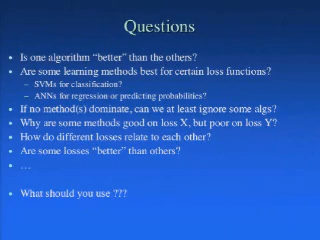 Questions
• Is one algorithm “better” than the others?
• Are some learning methods best for certain loss functions?
– SVMs for classification?
– ANNs for regression or predicting probabilities?
• If no method(s) dominate, can we at least ignore some algs?
• Why are some methods good on loss X, but poor on loss Y?
• How do different losses relate to each other?
• Are some losses “better” than others?
• …
• What should you use ???